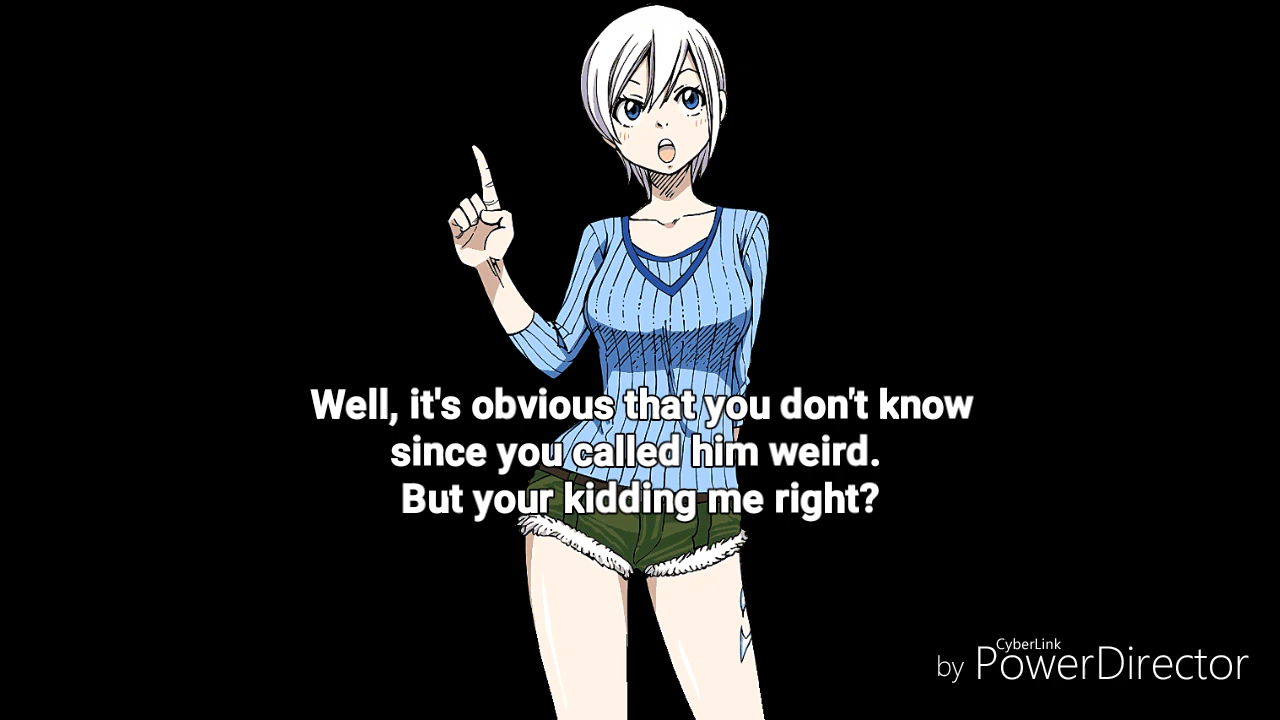 Well, it's obvious that you don't know
since you called him weird.
But your kidding me right?
CyberLink
by PowerDirector